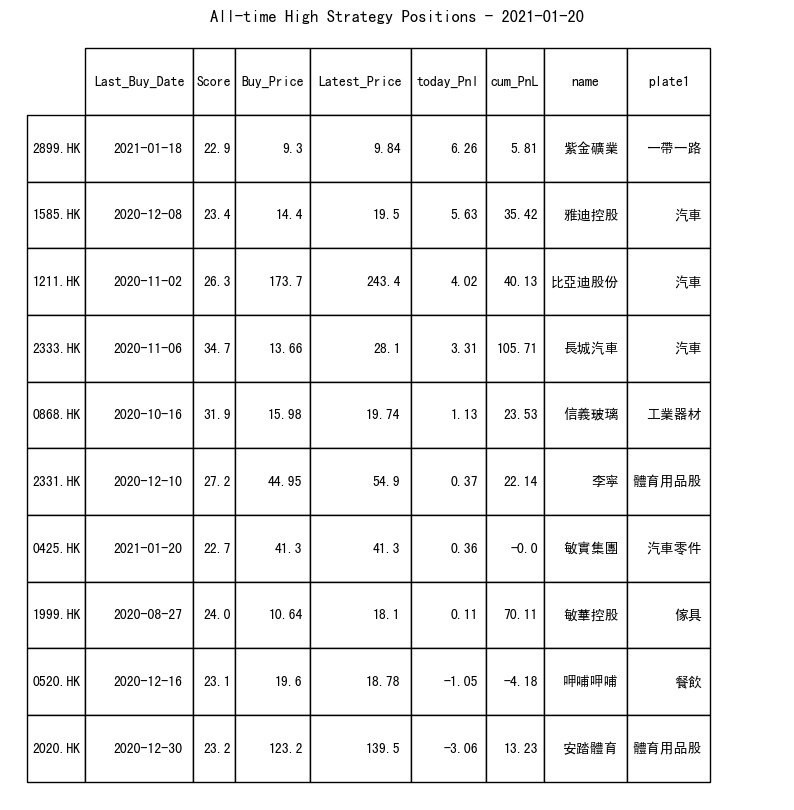 All-time High Strategy Positions - 2021-01-20
Last_Buy_Date Score Buy_Price Latest_Price today_Pnl cum_PnL name plate1
2899.HK 2021-01-18 22.9 9.3 9.84 6.26 5.81 紫金礦業 一帶一路
1585.HK 2020-12-08 23.4 14.4 19.5 5.63 35.42 雅迪控股 汽車
1211.HK 2020-11-02 26.3 173.7 243.4 4.02 40.13 比亞迪股份 汽車
2333.HK 2020-11-06 34.7 13.66 28.1 3.31 105.71 長城汽車 汽車
0868.HK 2020-10-16 31.9 15.98 19.74 1.13 23.53 信義玻璃 工業器材
2331.HK 2020-12-10 27.2 44.95 54.9 0.37 22.14 李寧 體育用品股
0425.HK 2021-01-20 22.7 41.3 41.3 0.36 -0.0 敏實集團 汽車零件
1999.HK 2020-08-27 24.0 10.64 18.1 0.11 70.11 敏華控股 傢具
0520.HK 2020-12-16 23.1 19.6 18.78 -1.05 -4.18 呷哺呷哺 餐飲
2020.HK 2020-12-30 23.2 123.2 139.5 -3.06 13.23 安踏體育 體育用品股